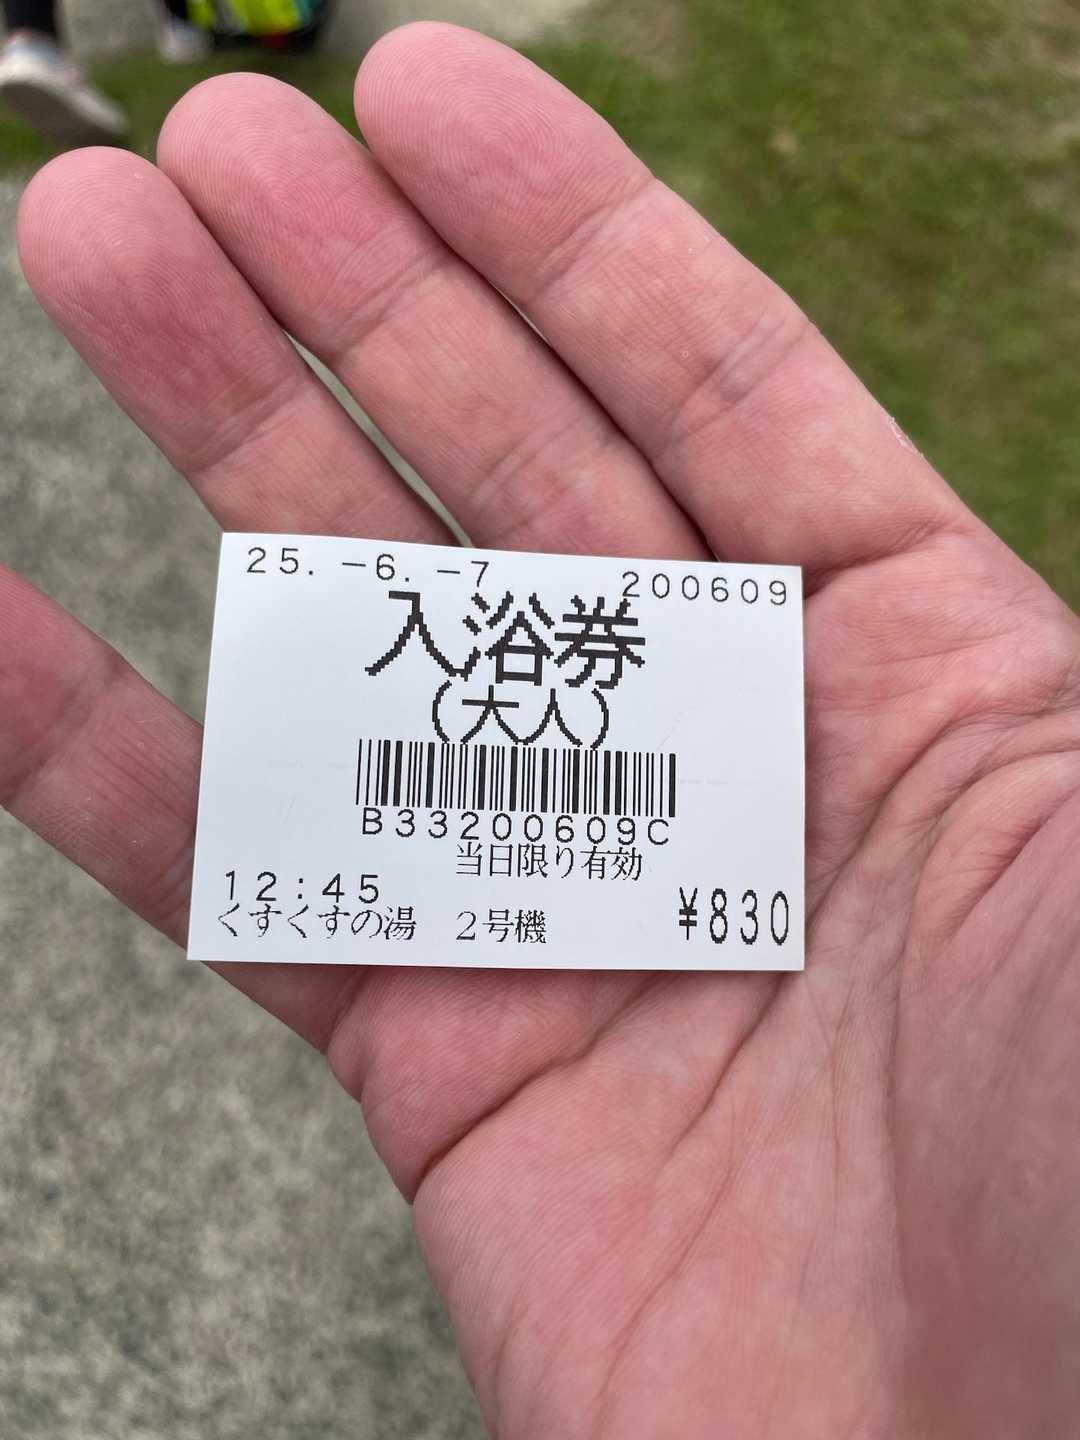 25.-6.-7 200609
入浴券
(大人)
B33200609C
当日限り有効
12:45
くすくすの湯 2号機 ¥830